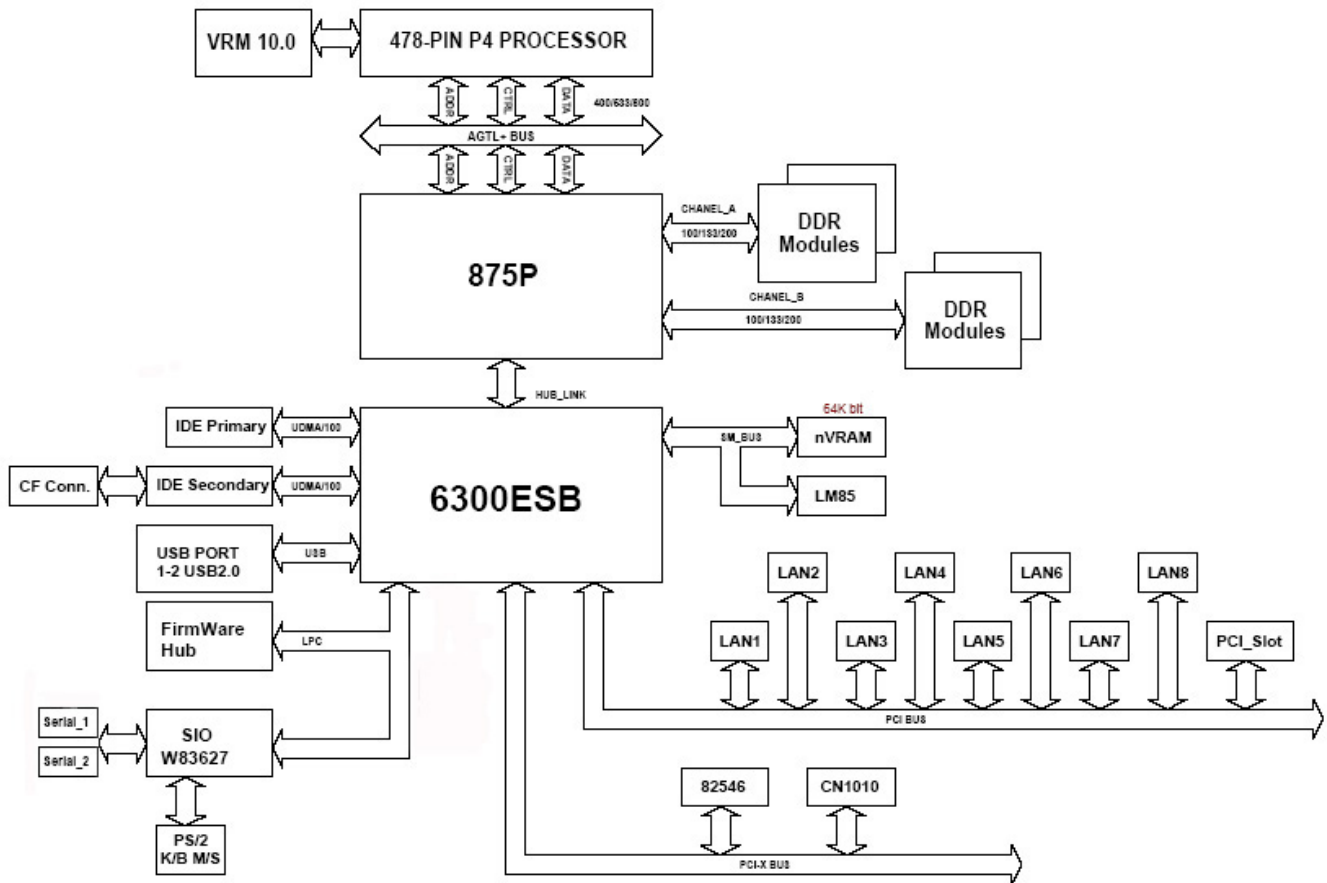 VRM 10.0
478-PIN P4 PROCESSOR
ADDR
CTRL
DATA
400/533/800
AGTL+ BUS
ADDR
CTRL
DATA
875P
CHANEL_A
100/133/200
DDR
Modules
CHANEL_B
100/133/200
DDR
Modules
HUB_LINK
IDE Primary
UDMA/100
CF Conn.
IDE Secondary
UDMA/100
6300ESB
USB PORT
1-2 USB2.0
USB
SM_BUS
64K bit
nVRAM
LM85
FirmWare
Hub
LPC
Serial_1
Serial_2
SIO
W83627
PS/2
K/B M/S
LAN2
LAN4
LAN6
LAN8
LAN1
LAN3
LAN5
LAN7
PCI_Slot
PCI BUS
82546
CN1010
PCI-X BUS